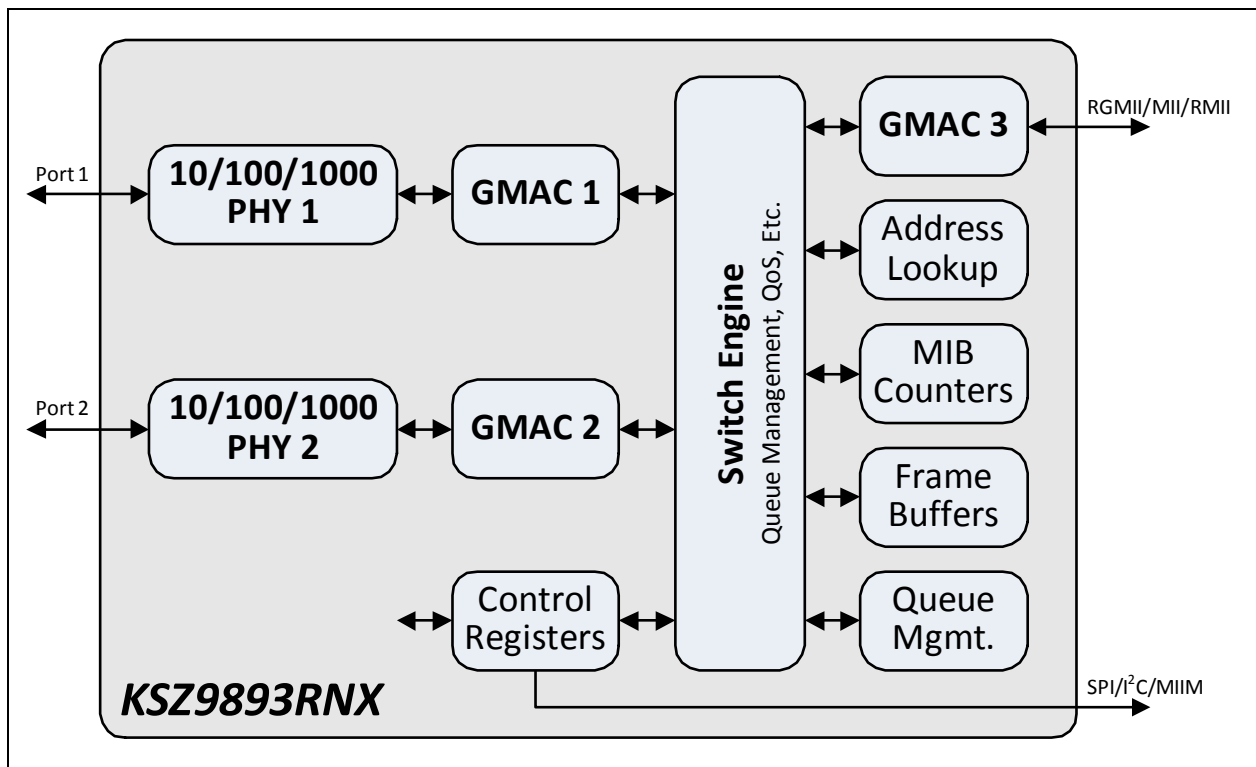 Port 1
10/100/1000
PHY 1
GMAC 1
Port 2
10/100/1000
PHY 2
GMAC 2
Control
Registers
Switch Engine
Queue Management, QoS, Etc.
GMAC 3
RGMII/MII/RMII
Address
Lookup
MIB
Counters
Frame
Buffers
Queue
Mgmt.
SPI/I²C/MIIM
KSZ9893RNX